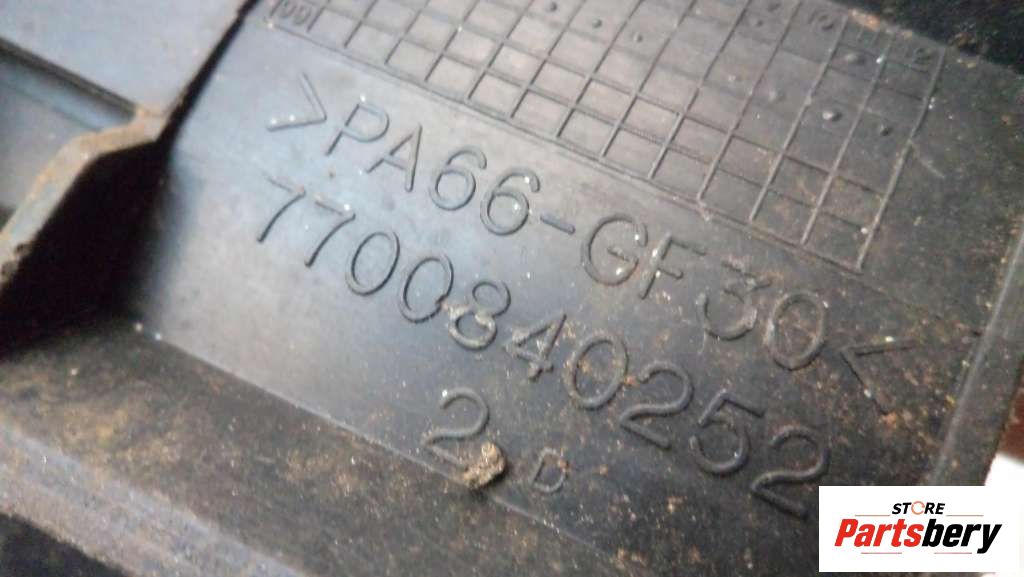 >PA66-GF30<
7700840252
2 D
STORE
Partsbery